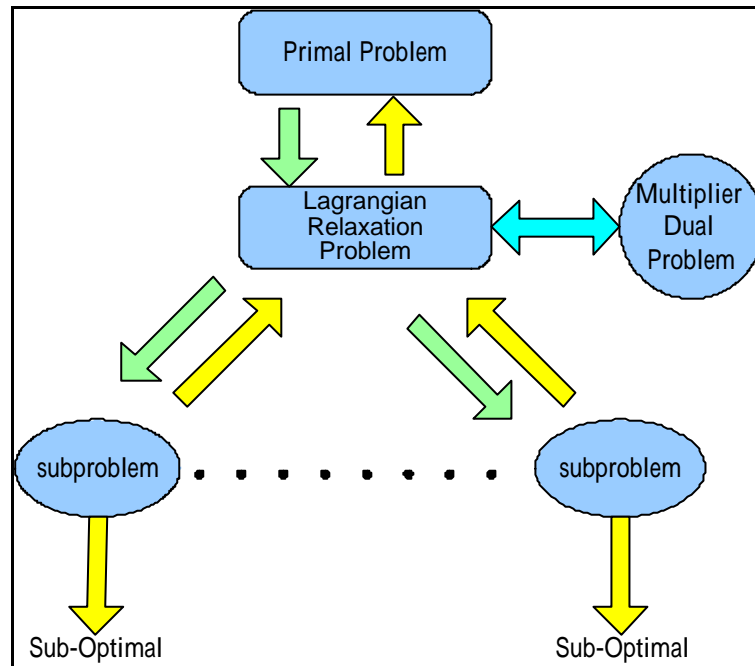 Primal Problem
Lagrangian
Relaxation
Problem
Multiplier
Dual
Problem
subproblem
subproblem
Sub-Optimal
Sub-Optimal